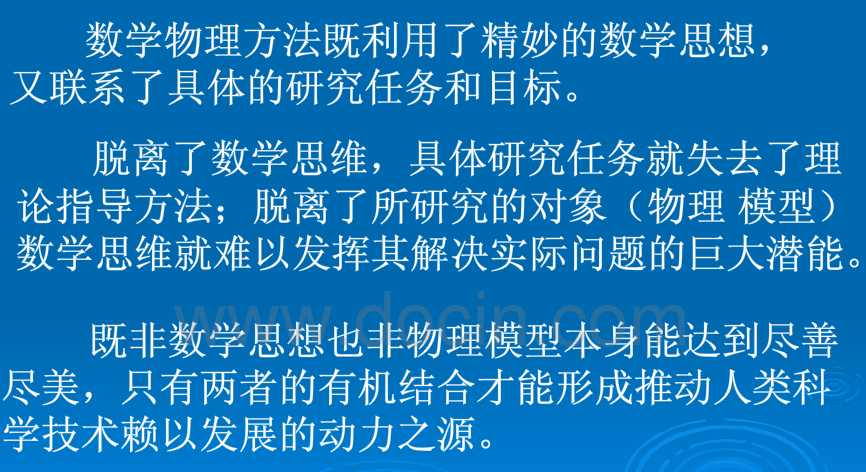 数学物理方法既利用了精妙的数学思想，
又联系了具体的研究任务和目标。
脱离了数学思维，具体研究任务就失去了理
论指导方法；脱离了所研究的对象（物理 模型）
数学思维就难以发挥其解决实际问题的巨大潜能。
www.docin.com
既非数学思想也非物理模型本身能达到尽善
尽美，只有两者的有机结合才能形成推动人类科
学技术赖以发展的动力之源。